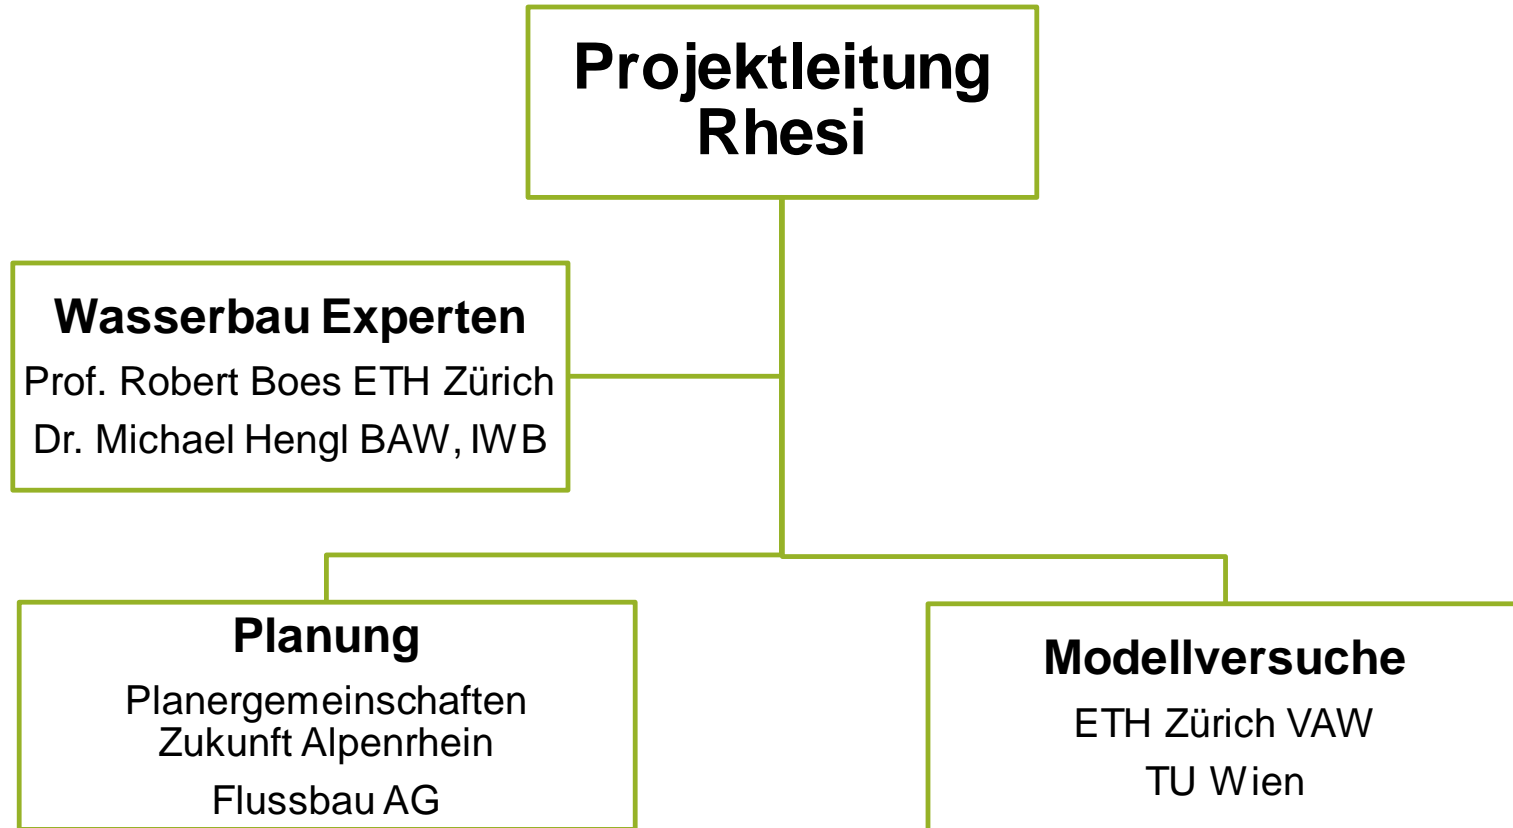 Projektleitung
Rhesi
Wasserbau Experten
Prof. Robert Boes ETH Zürich
Dr. Michael Hengl BAW, IWB
Planung
Planergemeinschaften
Zukunft Alpenrhein
Flussbau AG
Modellversuche
ETH Zürich VAW
TU Wien